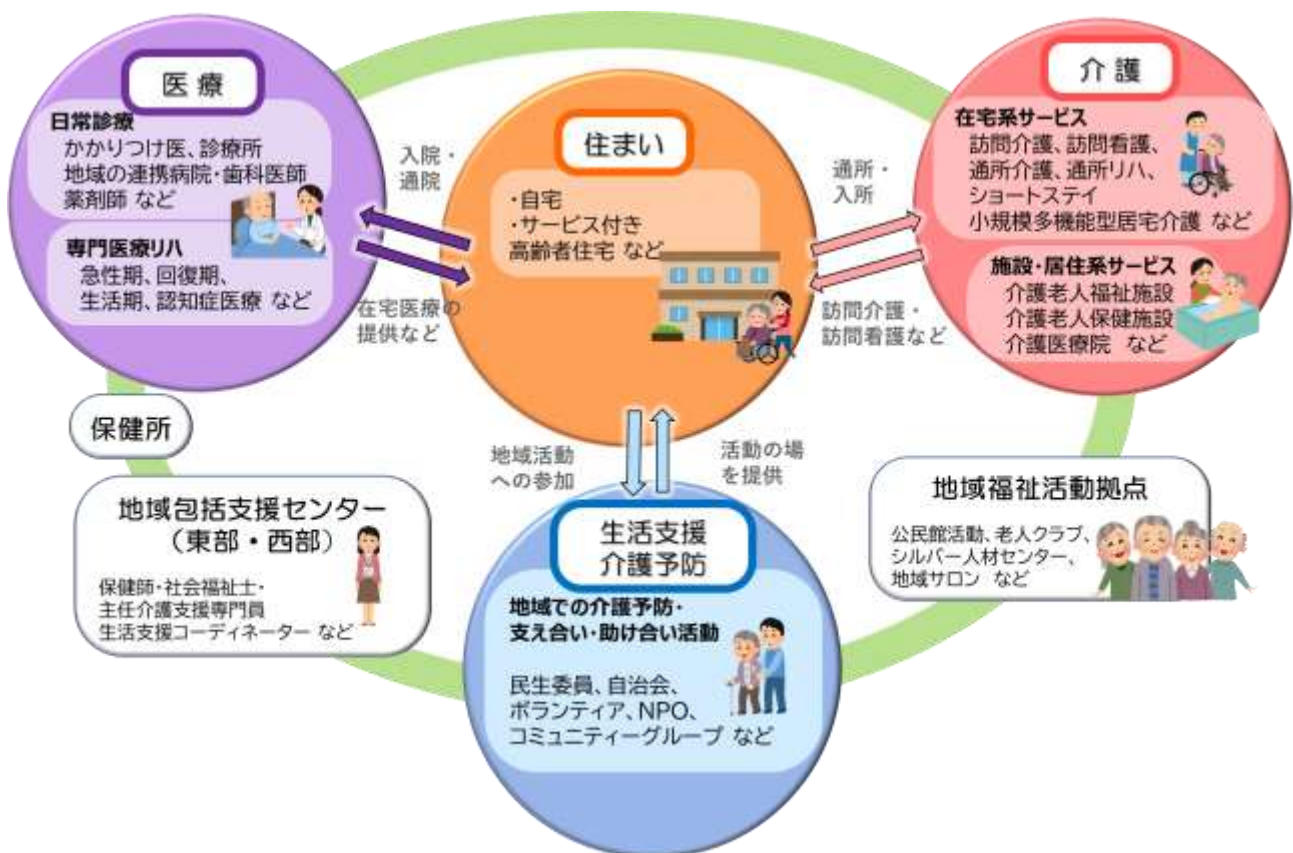 医療
日常診療
かかりつけ医、診療所
地域の連携病院・歯科医師
薬剤師 など
専門医療リハ
急性期、回復期、
生活期、認知症医療 など
入院・
通院
在宅医療の
提供など
住まい
・自宅
・サービス付き
高齢者住宅 など
通所・
入所
訪問介護・
訪問看護など
介護
在宅系サービス
訪問介護、訪問看護、
通所介護、通所リハ、
ショートステイ
小規模多機能型居宅介護 など
施設・居住系サービス
介護老人福祉施設
介護老人保健施設
介護医療院 など
保健所
地域包括支援センター
（東部・西部）
保健師・社会福祉士・
主任介護支援専門員
生活支援コーディネーター など
地域活動
への参加
活動の場
を提供
生活支援
介護予防
地域での介護予防・
支え合い・助け合い活動
民生委員、自治会、
ボランティア、NPO、
コミュニティーグループ など
地域福祉活動拠点
公民館活動、老人クラブ、
シルバー人材センター、
地域サロン など